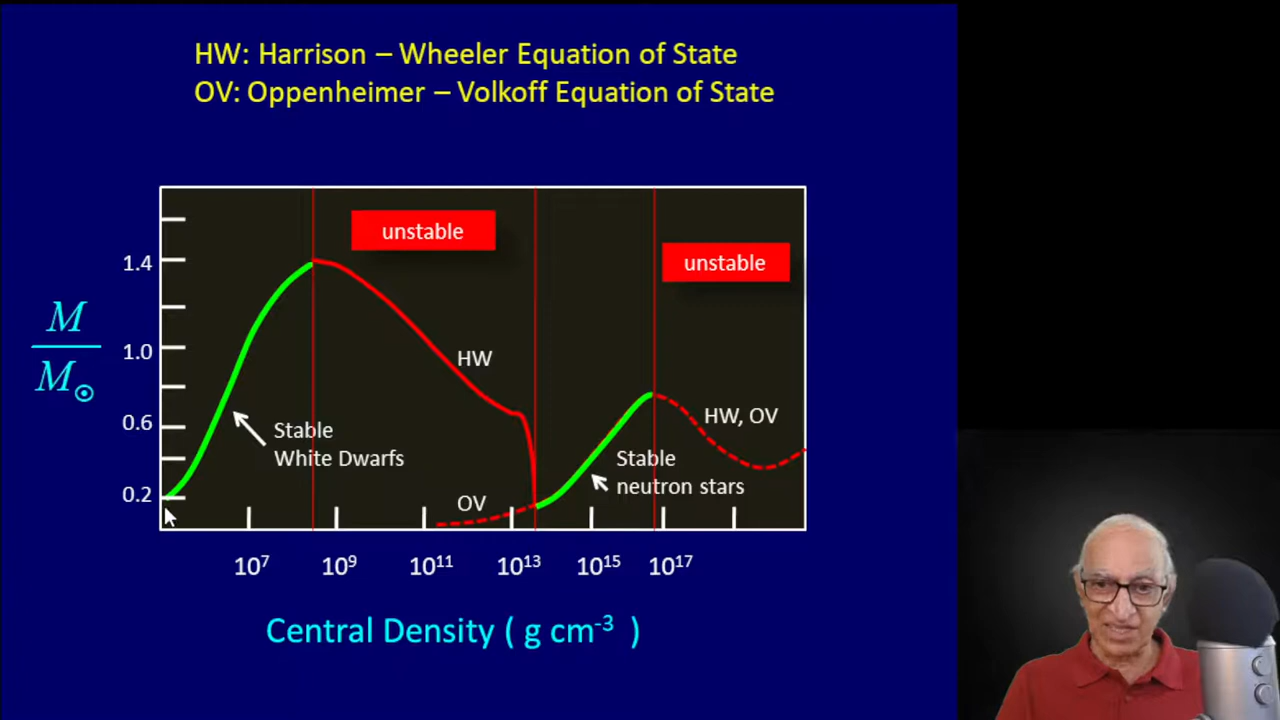 HW: Harrison – Wheeler Equation of State
OV: Oppenheimer – Volkoff Equation of State
unstable
unstable
1.4
M
M☉
1.0
HW
0.6
HW, OV
Stable
White Dwarfs
Stable
neutron stars
0.2
OV
10⁷
10⁹
10¹¹
10¹³
10¹⁵
10¹⁷
Central Density ( g cm⁻³ )